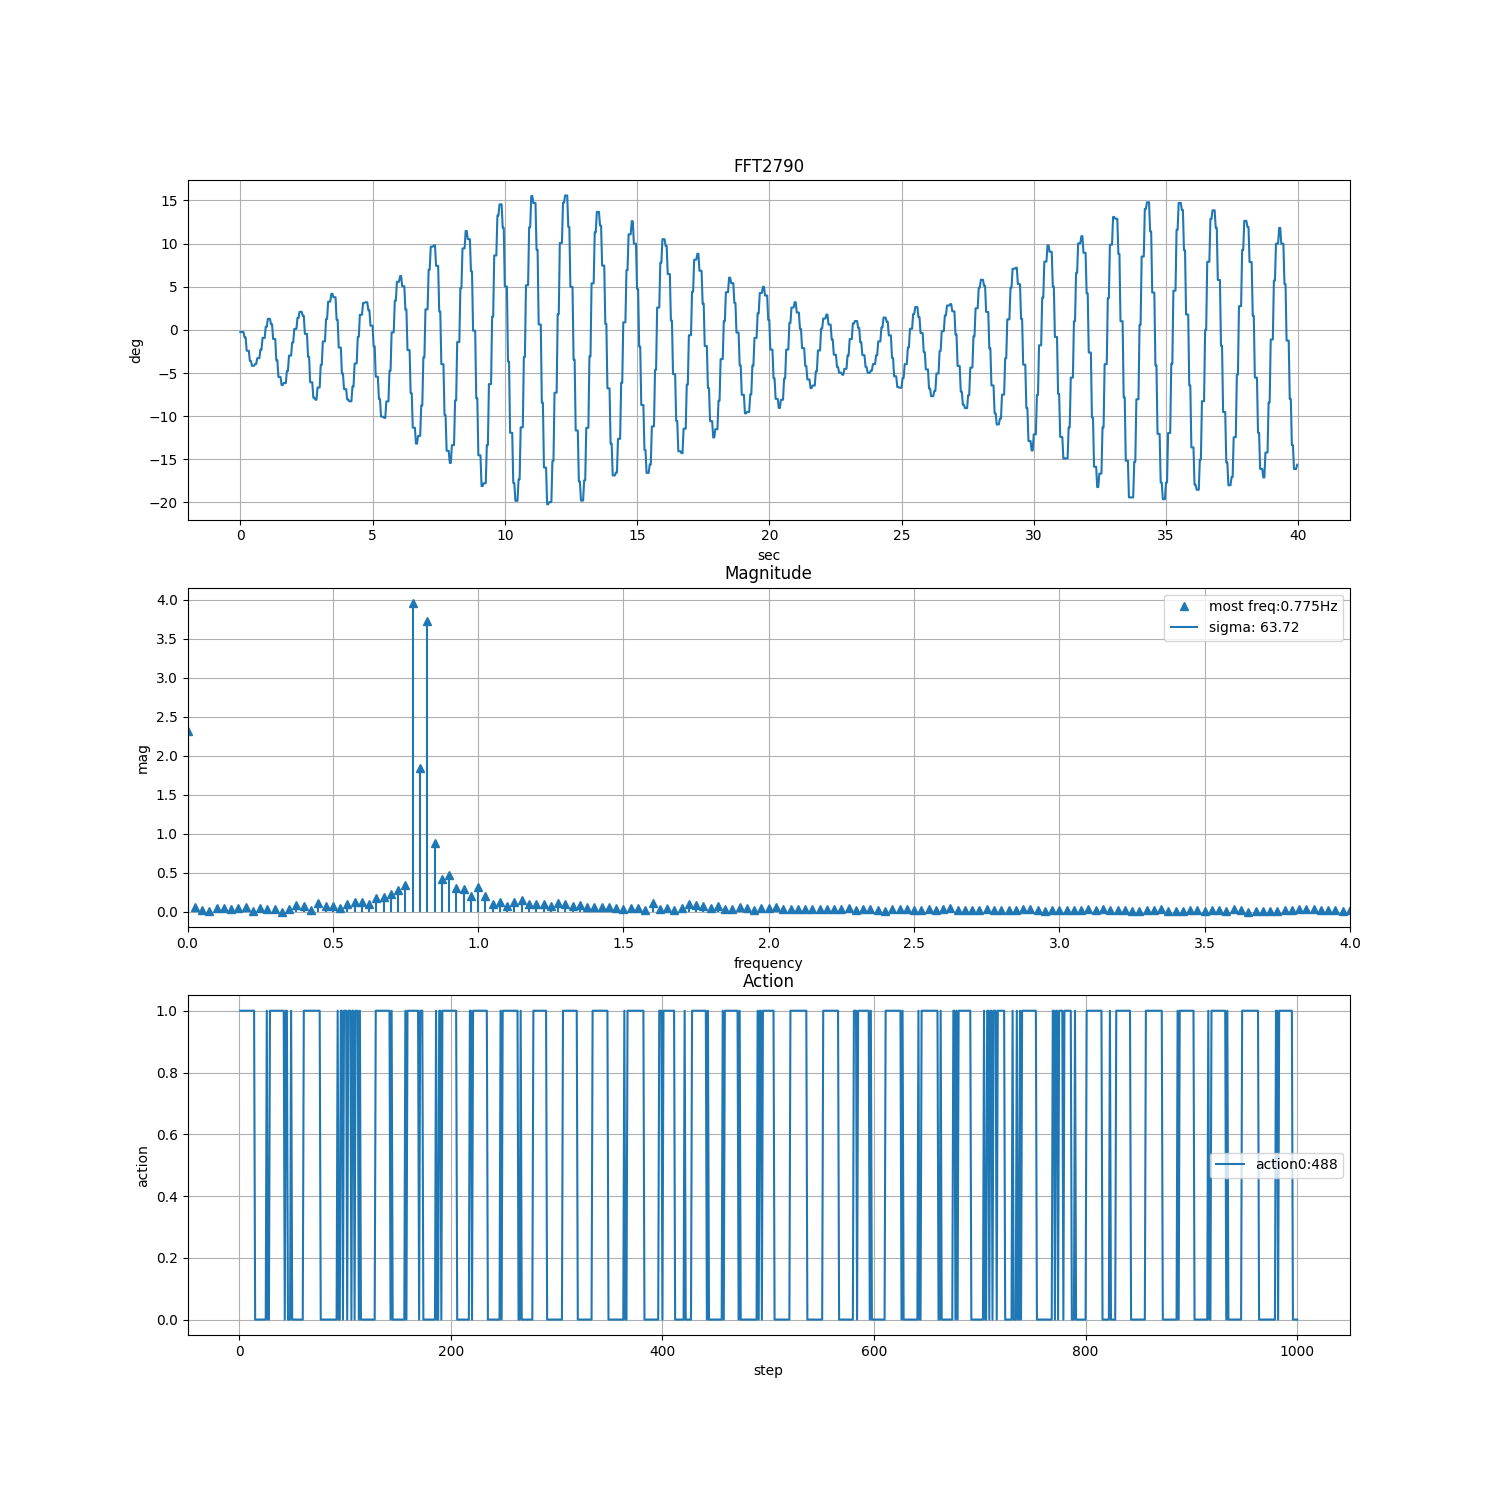 FFT2790
15
10
5
0
−5
−10
−15
−20
deg
0 5 10 15 20 25 30 35 40
sec
Magnitude
4.0
3.5
3.0
2.5
2.0
1.5
1.0
0.5
0.0
mag
most freq:0.775Hz
sigma: 63.72
0.0 0.5 1.0 1.5 2.0 2.5 3.0 3.5 4.0
frequency
Action
1.0
0.8
0.6
0.4
0.2
0.0
action
action0:488
0 200 400 600 800 1000
step